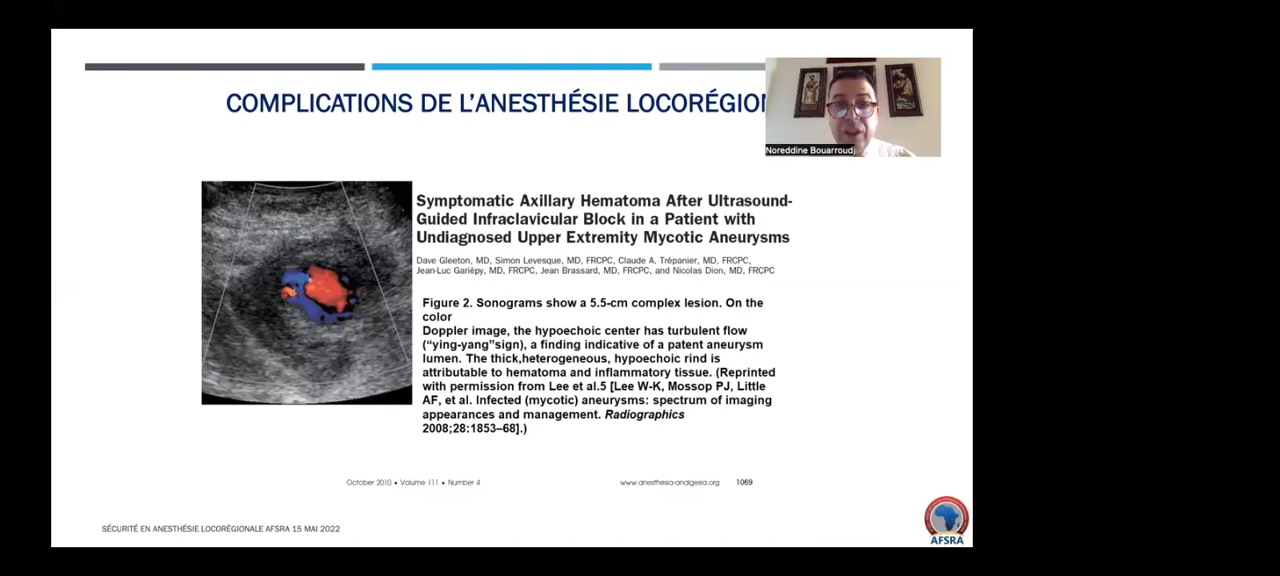 COMPLICATIONS DE L'ANESTHÉSIE LOCORÉGION
Noreddine Bouarroudj
Symptomatic Axillary Hematoma After Ultrasound-
Guided Infraclavicular Block in a Patient with
Undiagnosed Upper Extremity Mycotic Aneurysms
Dave Gleeton, MD, Simon Levesque, MD, FRCPC, Claude A. Trépanier, MD, FRCPC,
Jean-Luc Gariépy, MD, FRCPC, Jean Brassard, MD, FRCPC, and Nicolas Dion, MD, FRCPC
Figure 2. Sonograms show a 5.5-cm complex lesion. On the
color
Doppler image, the hypoechoic center has turbulent flow
(“ying-yang”sign), a finding indicative of a patent aneurysm
lumen. The thick,heterogeneous, hypoechoic rind is
attributable to hematoma and inflammatory tissue. (Reprinted
with permission from Lee et al.5 [Lee W-K, Mossop PJ, Little
AF, et al. Infected (mycotic) aneurysms: spectrum of imaging
appearances and management. Radiographics
2008;28:1853–68].)
October 2010 • Volume 111 • Number 4
www.anesthesia-analgesia.org 1069
SÉCURITÉ EN ANESTHÉSIE LOCORÉGIONALE AFSRA 15 MAI 2022
AFSRA